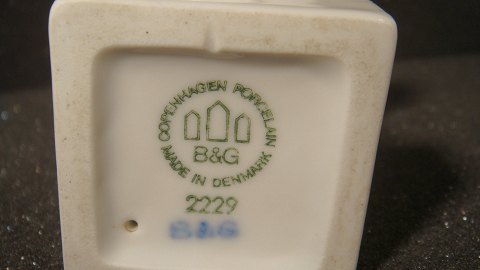 COPENHAGEN PORCELAIN
B&G
MADE IN DENMARK
2229
B&G